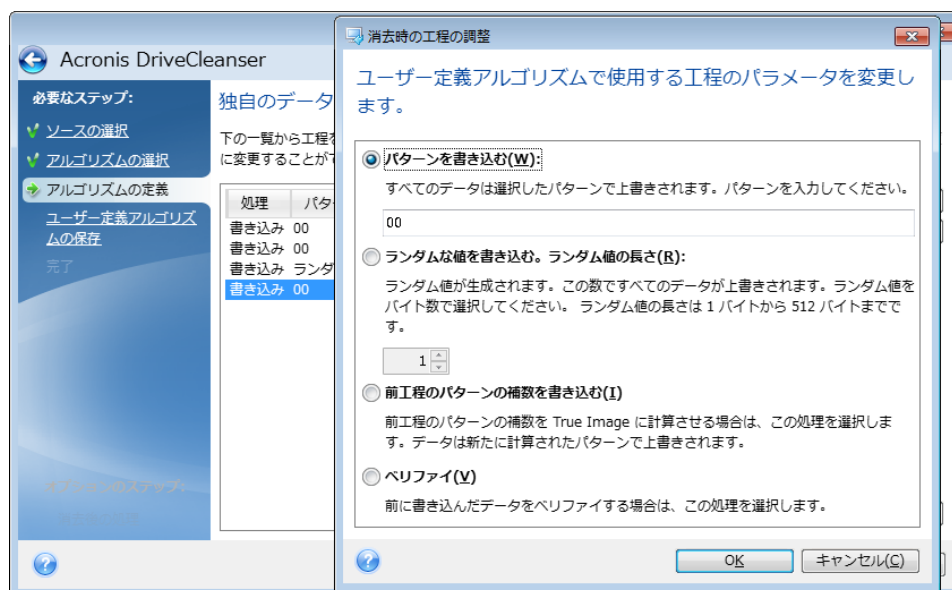 Acronis DriveCleanser
必要なステップ:
ソースの選択
アルゴリズムの選択
アルゴリズムの定義
ユーザー定義アルゴリズ
ムの保存
完了
独自のデータ
下の一覧から工程
に変更することが
処理 パタ
書き込み 00
書き込み 00
書き込み ランダ
書き込み 00
消去時の工程の調整
ユーザー定義アルゴリズムで使用する工程のパラメータを変更し
ます。
パターンを書き込む(W):
すべてのデータは選択したパターンで上書きされます。パターンを入力してください。
00
ランダムな値を書き込む。ランダム値の長さ(R):
ランダム値が生成されます。この数ですべてのデータが上書きされます。ランダム値を
バイト数で選択してください。 ランダム値の長さは 1 バイトから 512 バイトまでで
す。
1
前工程のパターンの補数を書き込む(I)
前工程のパターンの補数を True Image に計算させる場合は、この処理を選択しま
す。データは新たに計算されたパターンで上書きされます。
ベリファイ(V)
前に書き込んだデータをベリファイする場合は、この処理を選択します。
OK
キャンセル(C)